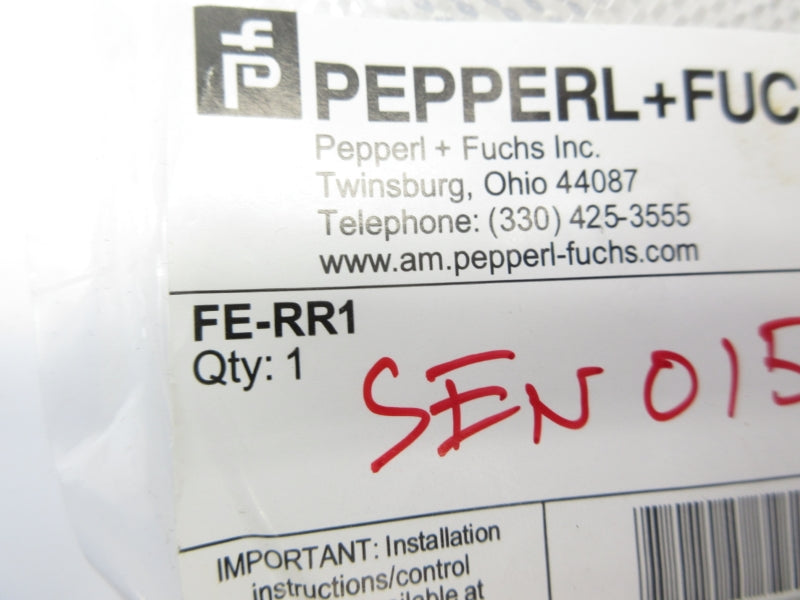 PEPPERL+FUC
Pepperl + Fuchs Inc.
Twinsburg, Ohio 44087
Telephone: (330) 425-3555
www.am.pepperl-fuchs.com
FE-RR1
Qty: 1
SEN 015
IMPORTANT: Installation
instructions/control
at